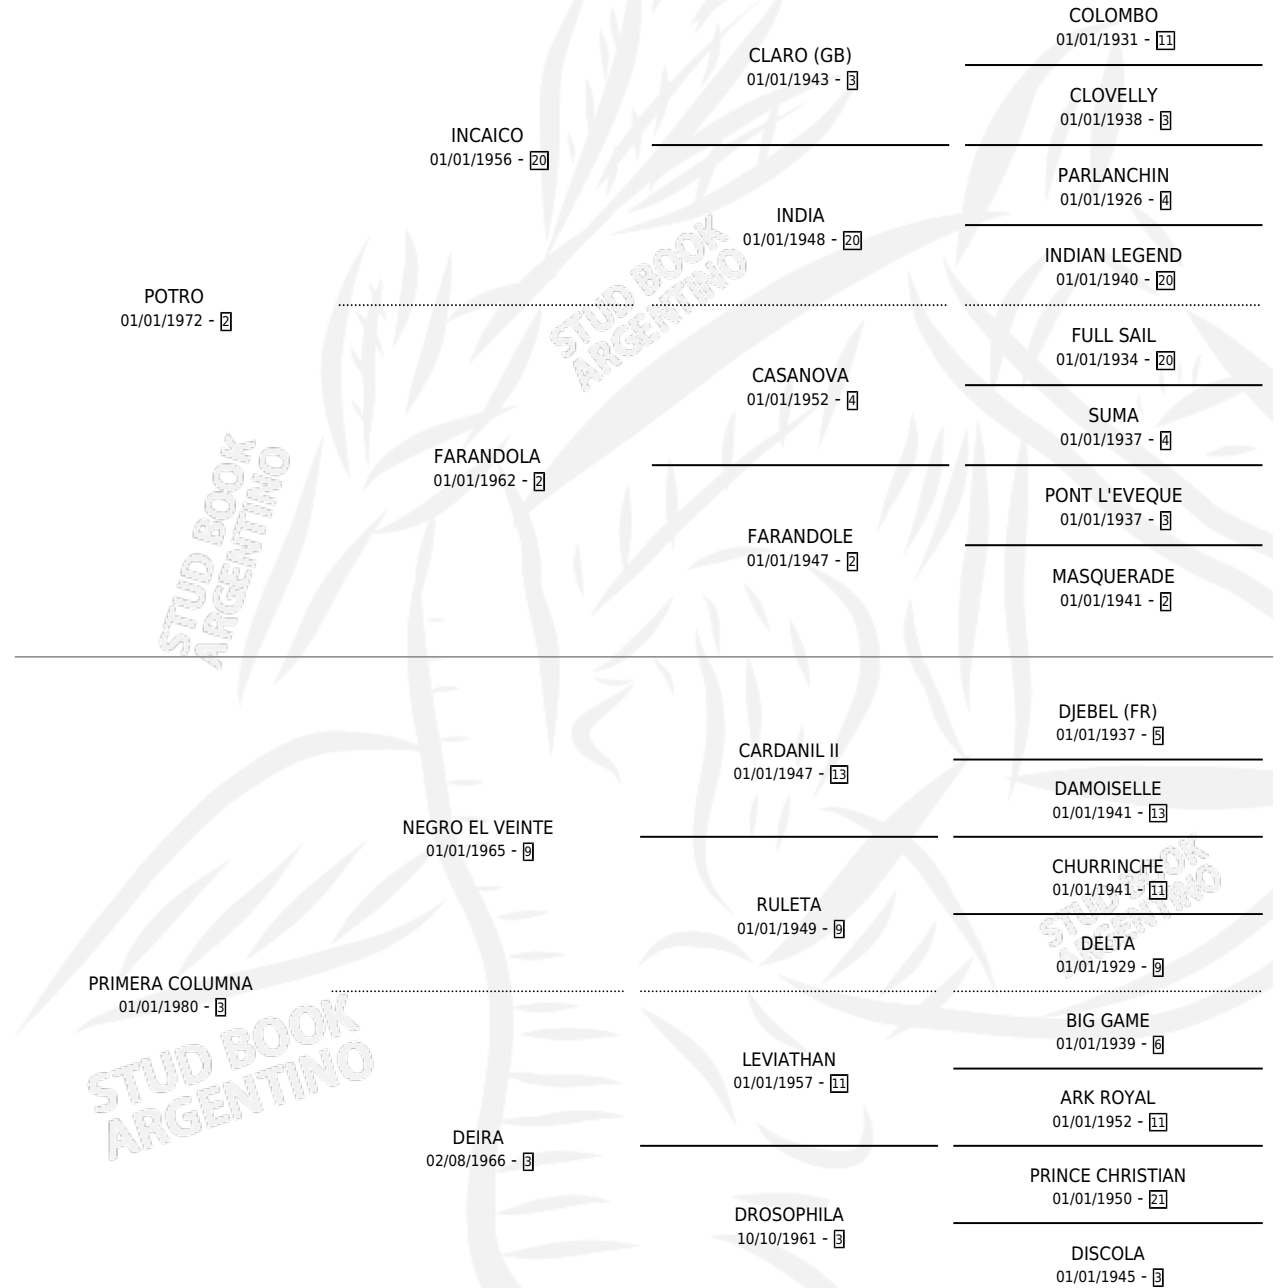 COLOMBO
01/01/1931 - 11
CLARO (GB)
01/01/1943 - 3
CLOVELLY
01/01/1938 - 3
INCAICO
01/01/1956 - 20
PARLANCHIN
01/01/1926 - 4
INDIA
01/01/1948 - 20
INDIAN LEGEND
01/01/1940 - 20
POTRO
01/01/1972 - 2
STUD BOOK
ARGENTINO
FULL SAIL
01/01/1934 - 20
CASANOVA
01/01/1952 - 4
SUMA
01/01/1937 - 4
FARANDOLA
01/01/1962 - 2
PONT L'EVEQUE
01/01/1937 - 3
FARANDOLE
01/01/1947 - 2
MASQUERADE
01/01/1941 - 2
STUD BOOK
ARGENTINO
DJEBEL (FR)
01/01/1937 - 5
CARDANIL II
01/01/1947 - 13
DAMOISELLE
01/01/1941 - 13
NEGRO EL VEINTE
01/01/1965 - 9
CHURRINCHE
01/01/1941 - 11
RULETA
01/01/1949 - 9
STUD BOOK
ARGENTINO
DELTA
01/01/1929 - 9
PRIMERA COLUMNA
01/01/1980 - 3
BIG GAME
01/01/1939 - 6
LEVIATHAN
01/01/1957 - 11
STUD BOOK
ARGENTINO
ARK ROYAL
01/01/1952 - 11
DEIRA
02/08/1966 - 3
PRINCE CHRISTIAN
01/01/1950 - 21
DROSOPHILA
10/10/1961 - 3
DISCOLA
01/01/1945 - 3